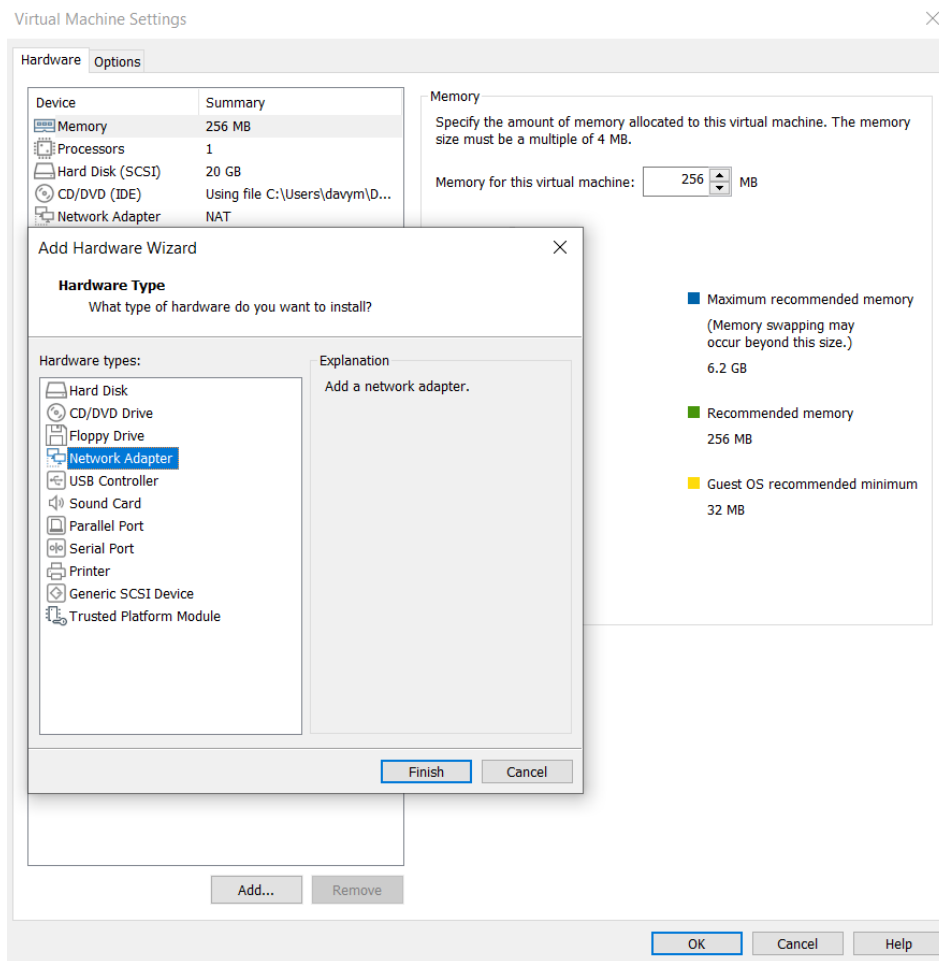 Virtual Machine Settings
Hardware
Options
Device Summary
Memory 256 MB
Processors 1
Hard Disk (SCSI) 20 GB
CD/DVD (IDE) Using file C:\Users\davym\D...
Network Adapter NAT
Memory
Specify the amount of memory allocated to this virtual machine. The memory
size must be a multiple of 4 MB.
Memory for this virtual machine: 256 MB
Maximum recommended memory
(Memory swapping may
occur beyond this size.)
6.2 GB
Recommended memory
256 MB
Guest OS recommended minimum
32 MB
Add Hardware Wizard
Hardware Type
What type of hardware do you want to install?
Hardware types:
Hard Disk
CD/DVD Drive
Floppy Drive
Network Adapter
USB Controller
Sound Card
Parallel Port
Serial Port
Printer
Generic SCSI Device
Trusted Platform Module
Explanation
Add a network adapter.
Finish
Cancel
Add...
Remove
OK
Cancel
Help